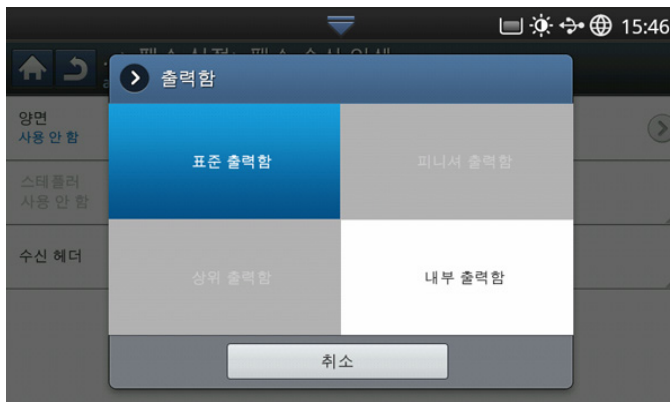 15:46
출력함
양면
사용 안 함
표준 출력함
피니셔 출력함
스테플러
사용 안 함
수신 헤더
상위 출력함
내부 출력함
취소